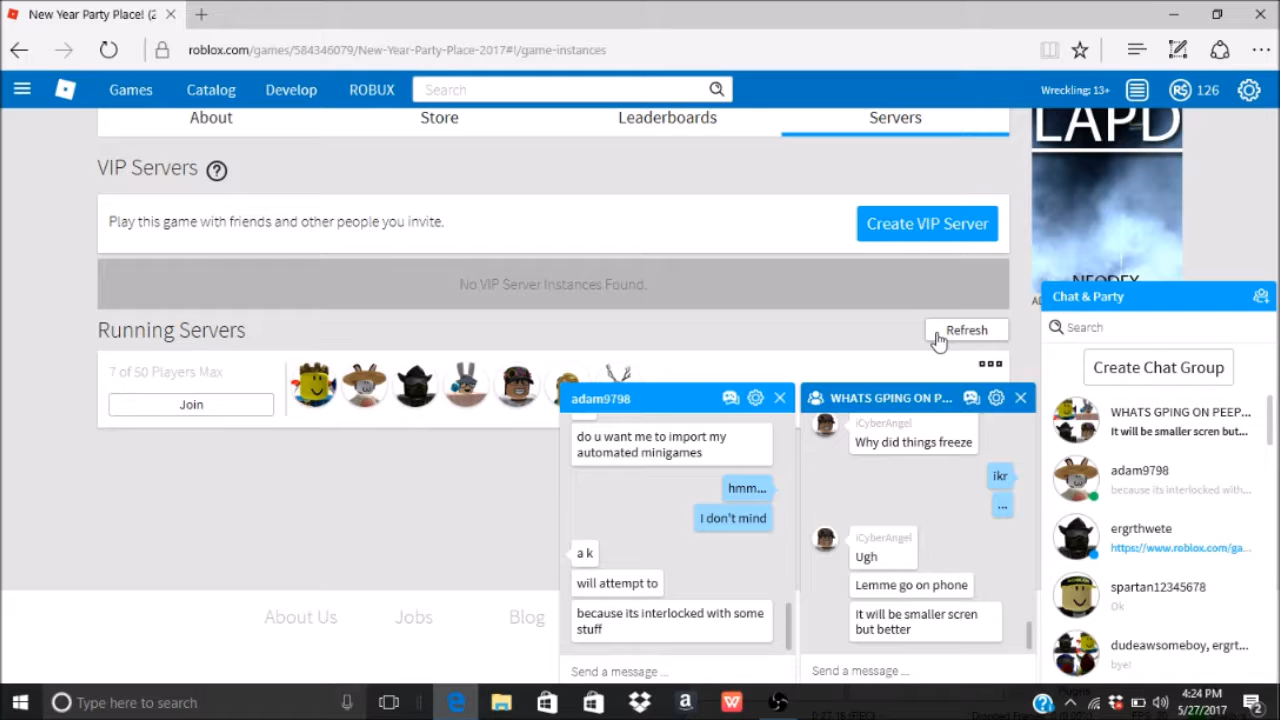 New Year Party Place! (2
roblox.com/games/584346079/New-Year-Party-Place-2017#!/game-instances
Games
Catalog
Develop
ROBUX
Search
Wreckling: 13+
R$ 126
About
Store
Leaderboards
Servers
LAPD
VIP Servers
Play this game with friends and other people you invite.
Create VIP Server
No VIP Server Instances Found.
Running Servers
Refresh
7 of 50 Players Max
Join
adam9798
do u want me to import my
automated minigames
hmm...
I don't mind
a k
will attempt to
because its interlocked with some
stuff
Send a message ...
WHATS GPING ON P...
iCyberAngel
Why did things freeze
ikr
...
iCyberAngel
Ugh
Lemme go on phone
It will be smaller scren
but better
Send a message ...
Chat & Party
Search
Create Chat Group
WHATS GPING ON PEEP...
It will be smaller scren but...
adam9798
because its interlocked with...
ergrthwete
https://www.roblox.com/ga...
spartan12345678
Ok
dudeawsomeboy, ergrt...
bye!
About Us
Jobs
Blog
Type here to search
4:24 PM
5/27/2017
2